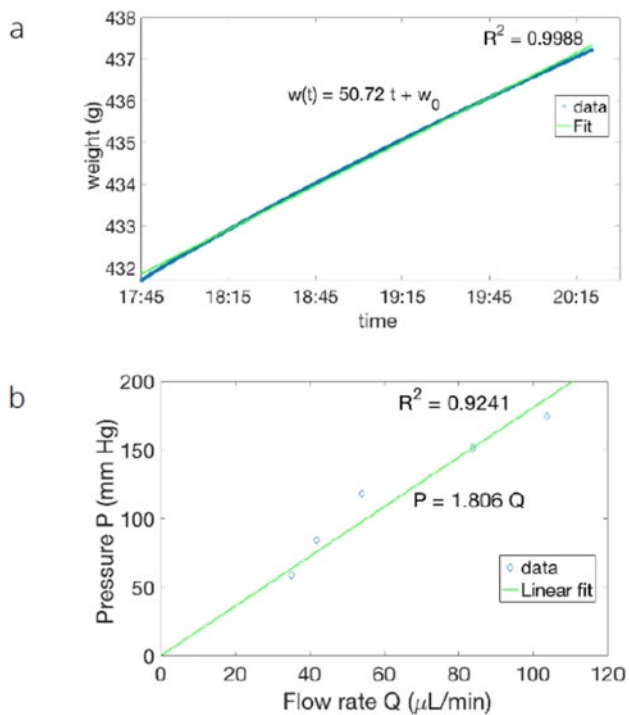 a
438
437
436
435
434
433
432
weight (g)
R² = 0.9988
w(t) = 50.72 t + w₀
data
Fit
17:45 18:15 18:45 19:15 19:45 20:15
time
b
200
150
100
50
0
Pressure P (mm Hg)
R² = 0.9241
P = 1.806 Q
data
Linear fit
0 20 40 60 80 100 120
Flow rate Q (μL/min)